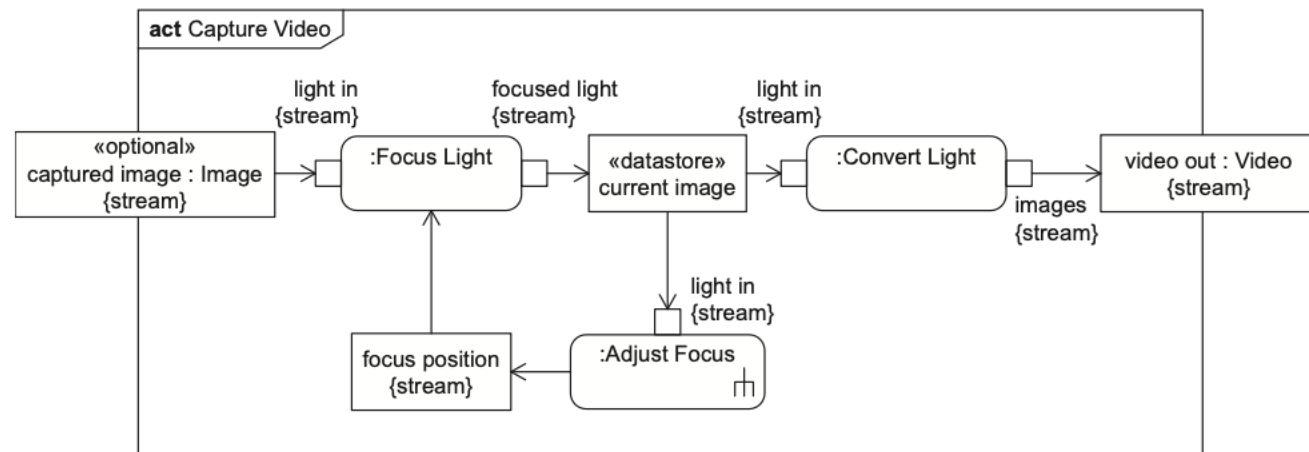 act Capture Video
light in
{stream}
focused light
{stream}
light in
{stream}
«optional»
captured image : Image
{stream}
:Focus Light
«datastore»
current image
:Convert Light
video out : Video
{stream}
images
{stream}
light in
{stream}
focus position
{stream}
:Adjust Focus